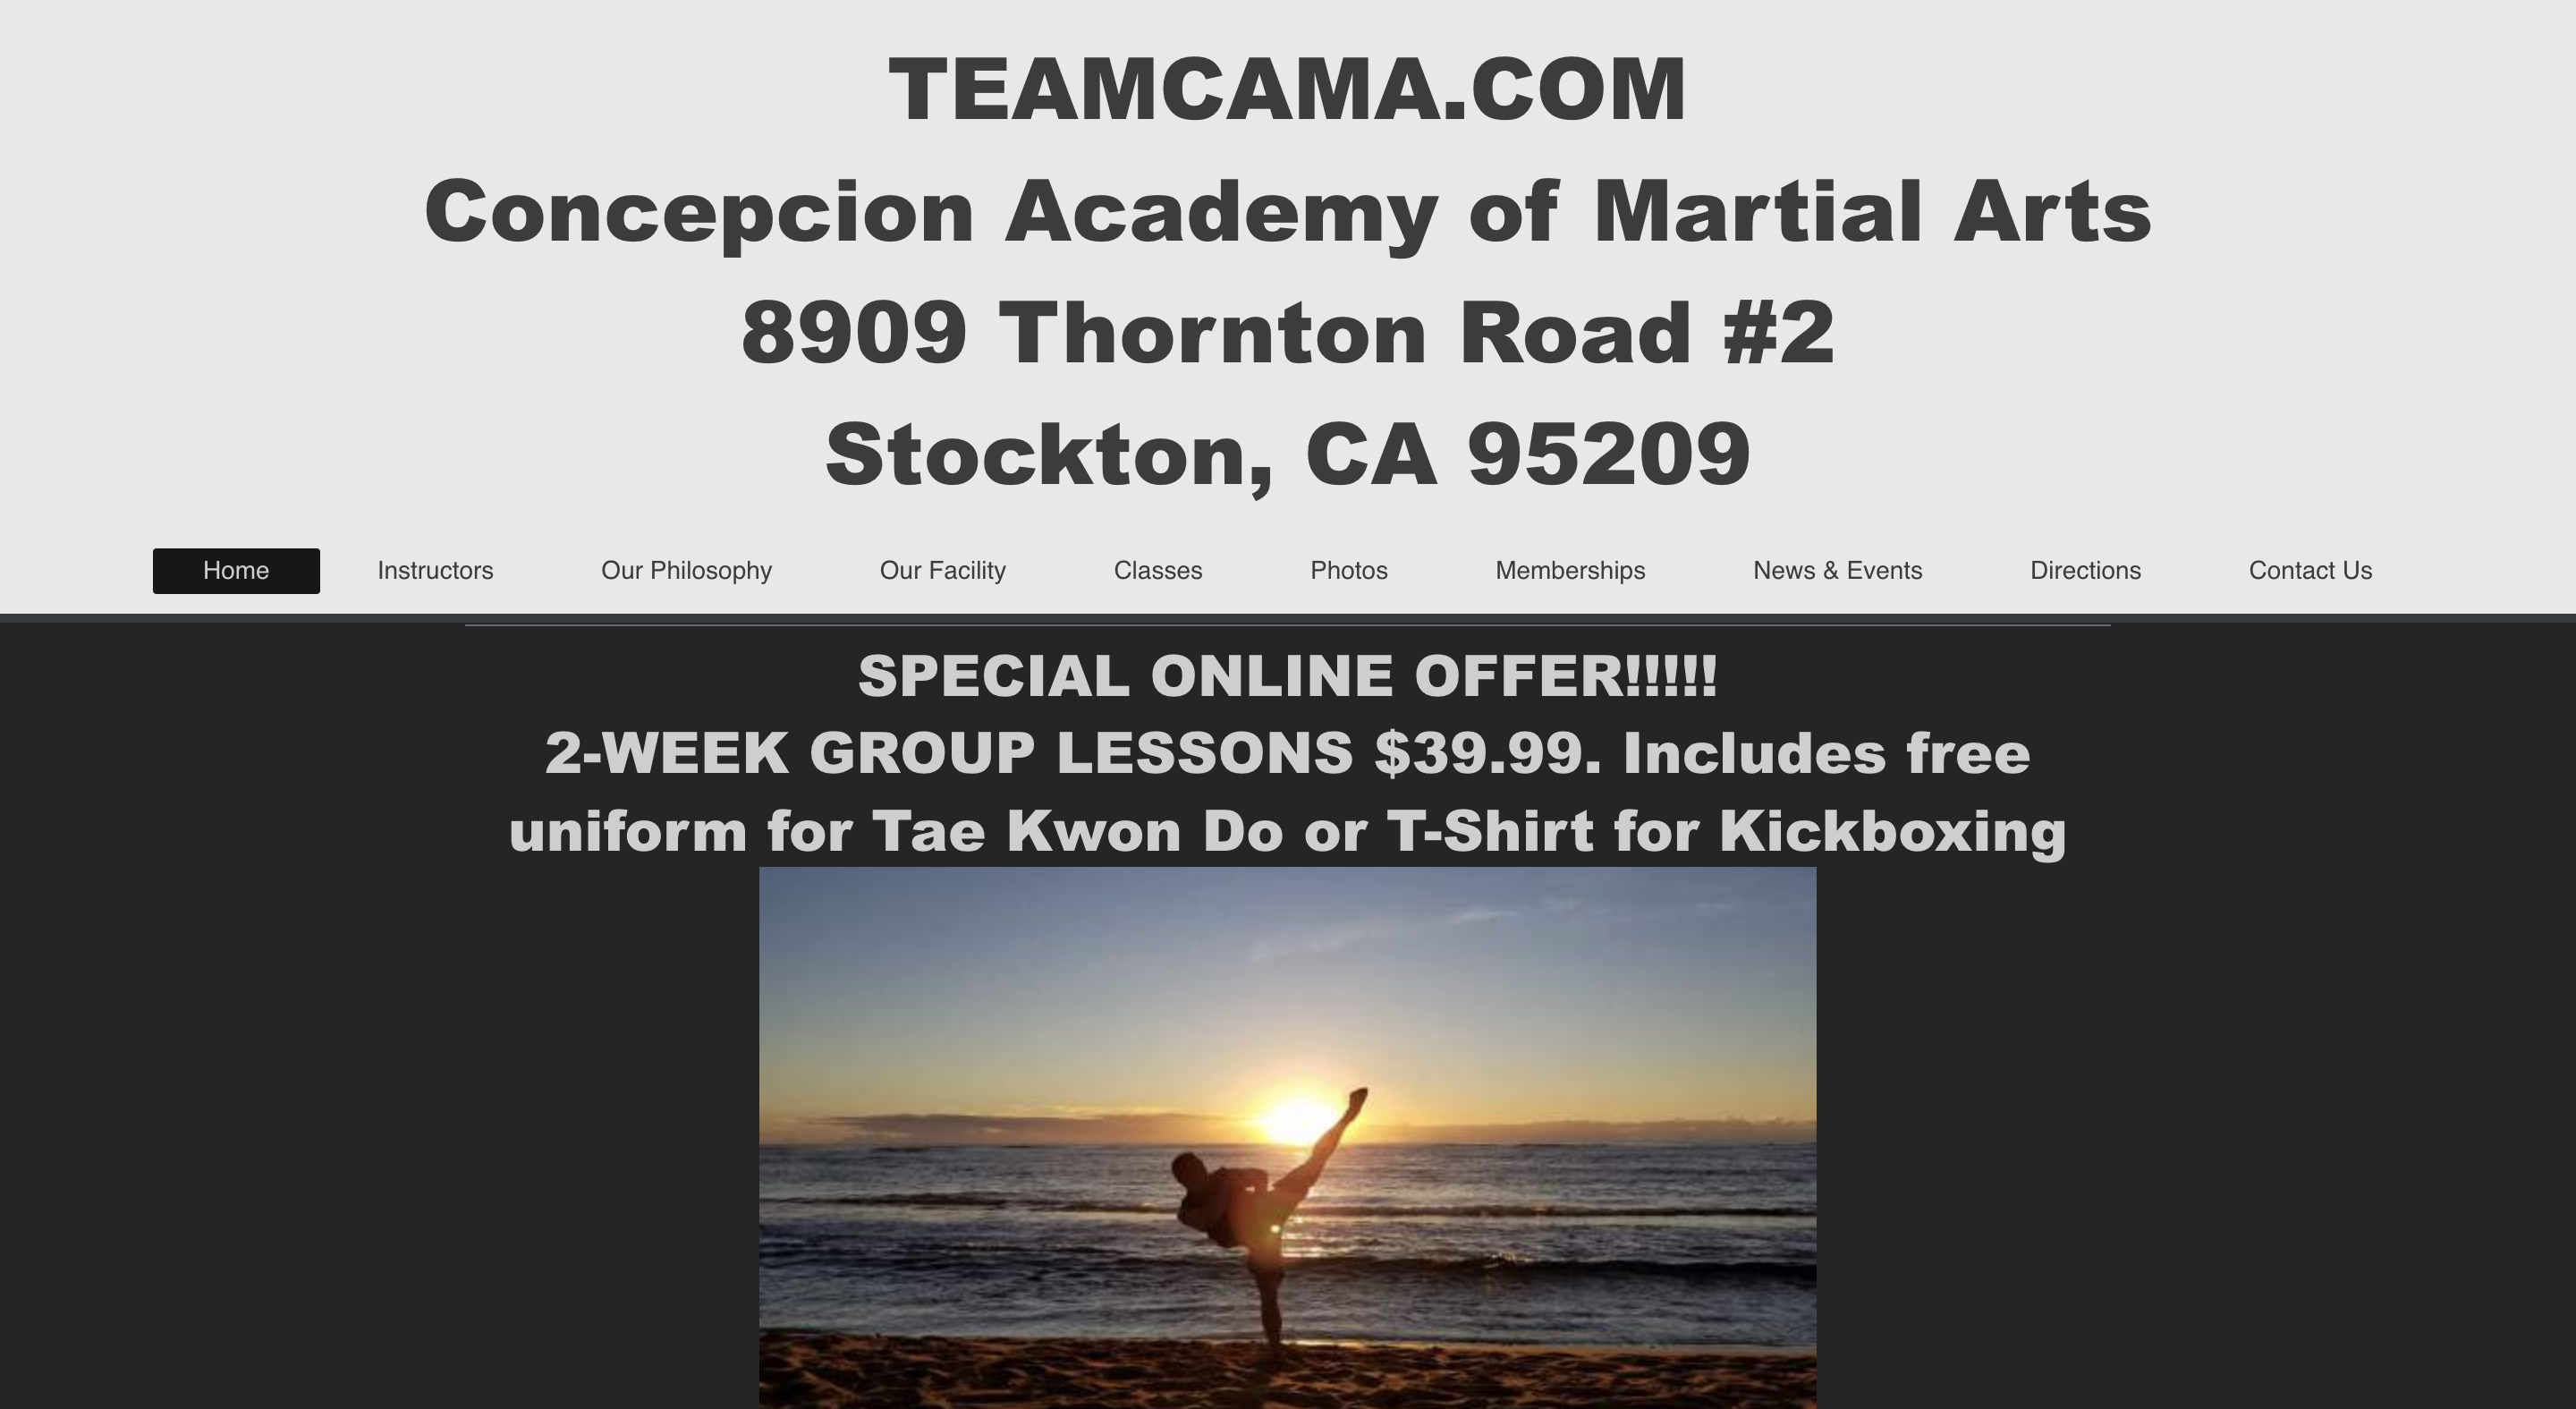 TEAMCAMA.COM
Concepcion Academy of Martial Arts
8909 Thornton Road #2
Stockton, CA 95209
Home Instructors Our Philosophy Our Facility Classes Photos Memberships News & Events Directions Contact Us
SPECIAL ONLINE OFFER!!!!!
2-WEEK GROUP LESSONS $39.99. Includes free
uniform for Tae Kwon Do or T-Shirt for Kickboxing